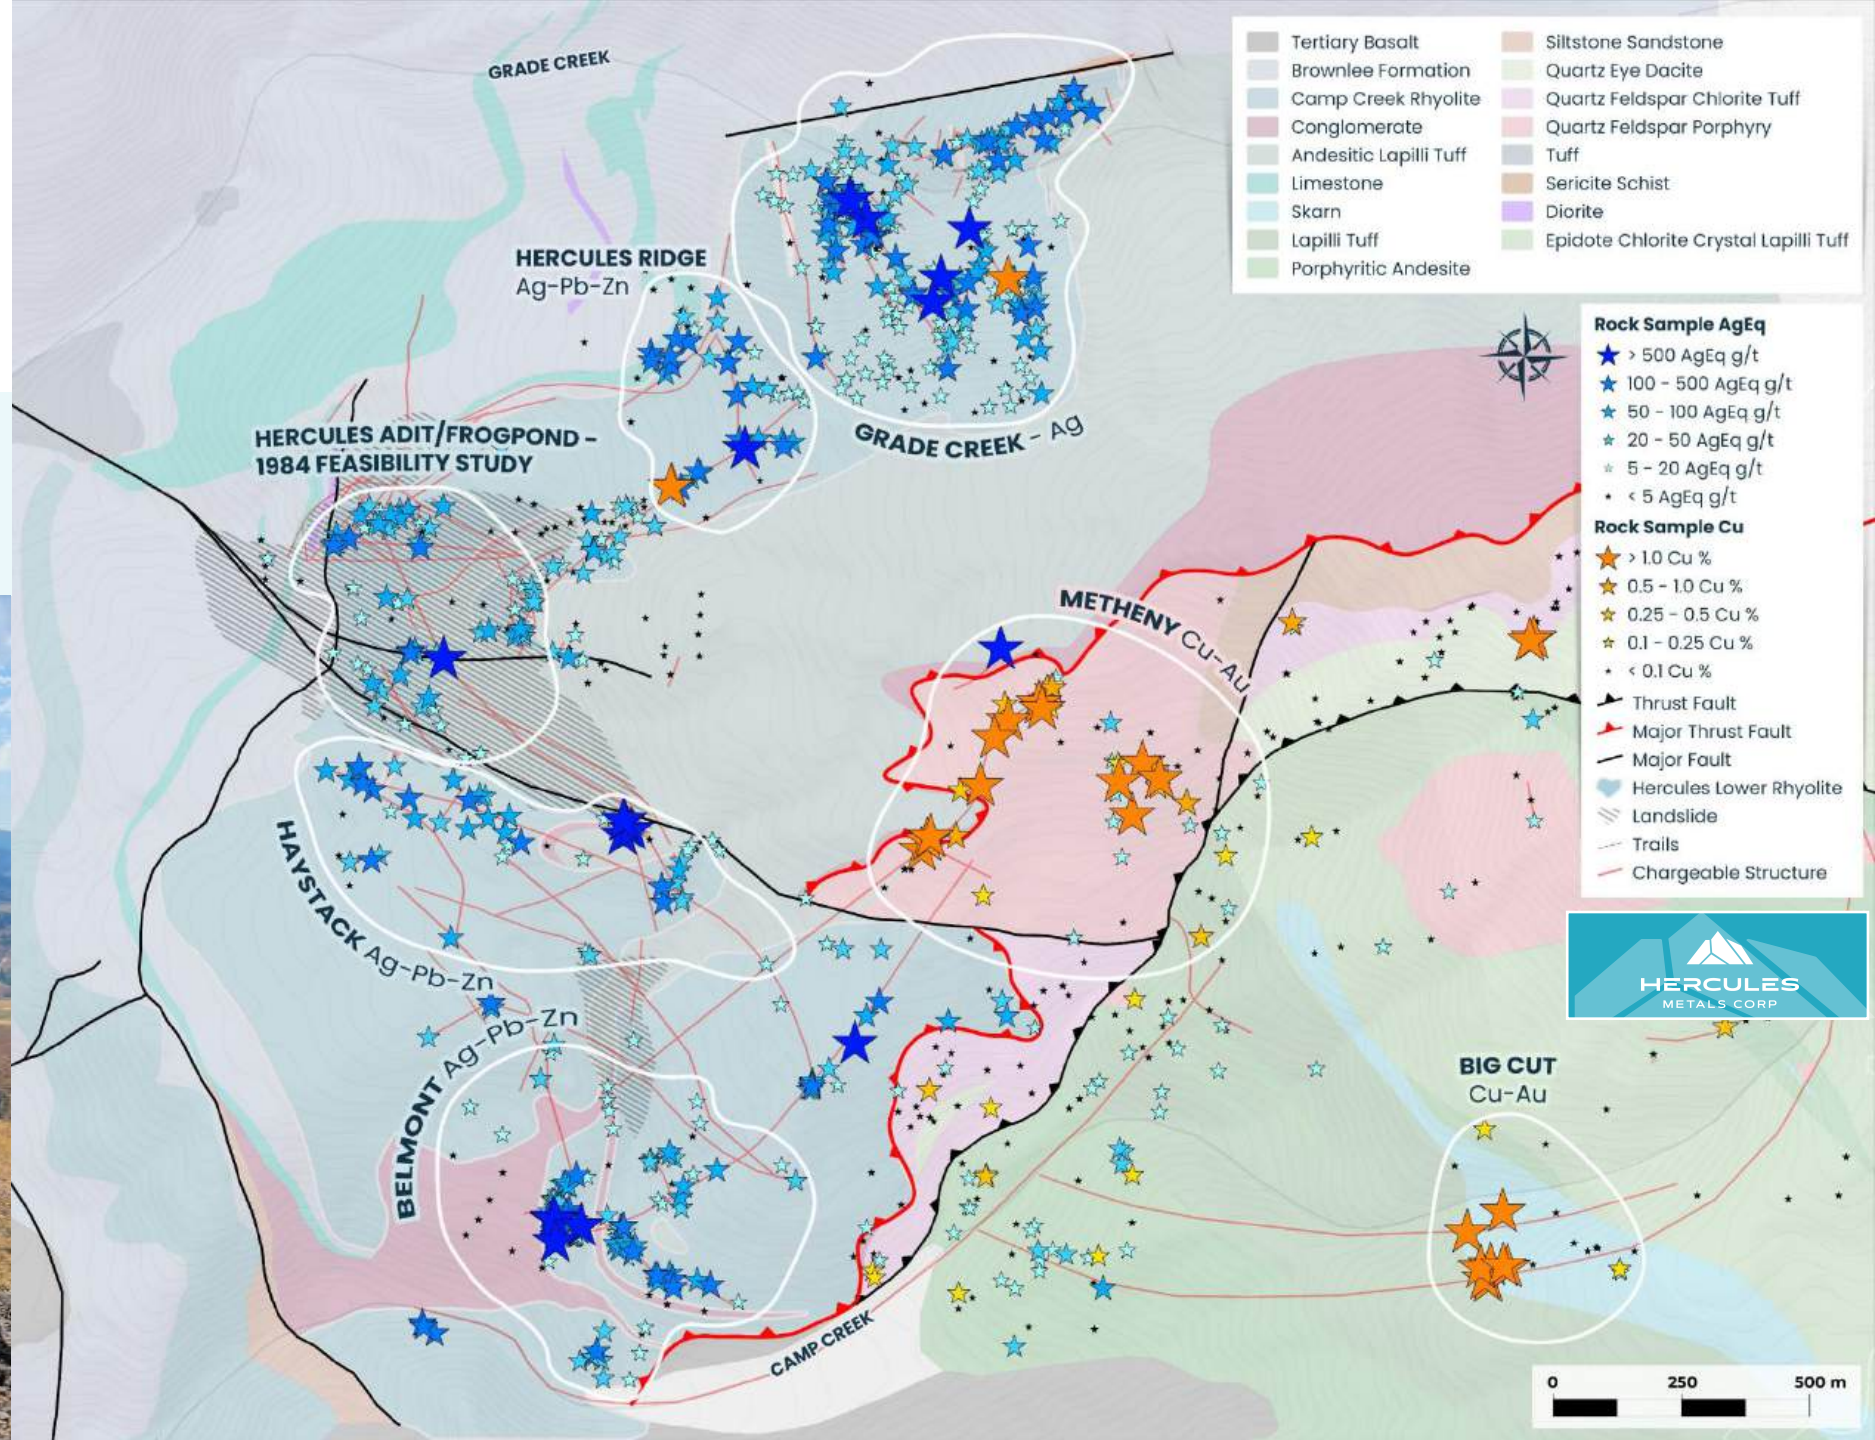 GRADE CREEK
Tertiary Basalt
Brownlee Formation
Camp Creek Rhyolite
Conglomerate
Andesitic Lapilli Tuff
Limestone
Skarn
Lapilli Tuff
Porphyritic Andesite
Siltstone Sandstone
Quartz Eye Dacite
Quartz Feldspar Chlorite Tuff
Quartz Feldspar Porphyry
Tuff
Sericite Schist
Diorite
Epidote Chlorite Crystal Lapilli Tuff
HERCULES RIDGE
Ag-Pb-Zn
GRADE CREEK - Ag
HERCULES ADIT/FROGPOND -
1984 FEASIBILITY STUDY
Rock Sample AgEq
> 500 AgEq g/t
100 - 500 AgEq g/t
50 - 100 AgEq g/t
20 - 50 AgEq g/t
5 - 20 AgEq g/t
< 5 AgEq g/t
Rock Sample Cu
> 1.0 Cu %
0.5 - 1.0 Cu %
0.25 - 0.5 Cu %
0.1 - 0.25 Cu %
< 0.1 Cu %
Thrust Fault
Major Thrust Fault
Major Fault
Hercules Lower Rhyolite
Landslide
Trails
Chargeable Structure
METHENY Cu-Au
HAYSTACK Ag-Pb-Zn
HERCULES
METALS CORP
BELMONT Ag-Pb-Zn
BIG CUT
Cu-Au
CAMP CREEK
0 250 500 m